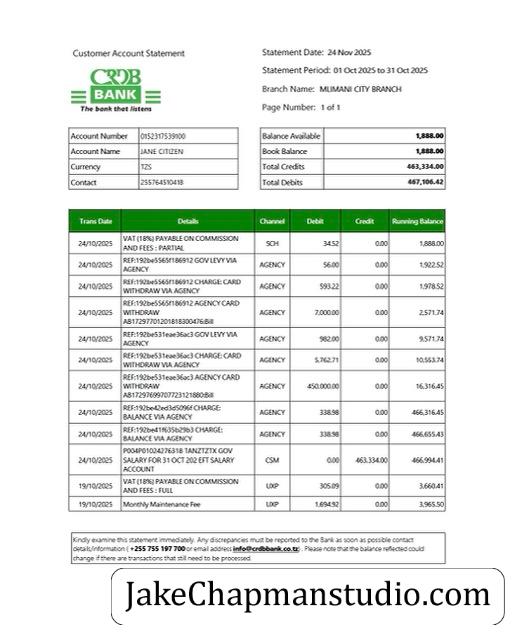 Customer Account Statement
CRDB
BANK
The bank that listens
Statement Date: 24 Nov 2025
Statement Period: 01 Oct 2025 to 31 Oct 2025
Branch Name: MLIMANI CITY BRANCH
Page Number: 1 of 1
Account Number 0152317539100
Account Name JANE CITIZEN
Currency TZS
Contact 255764510418
Balance Available 1,888.00
Book Balance 1,888.00
Total Credits 463,334.00
Total Debits 467,106.42
Trans Date Details Channel Debit Credit Running Balance
24/10/2025 VAT (18%) PAYABLE ON COMMISSION SCH 34.52 0.00 1,888.00
AND FEES : PARTIAL
24/10/2025 REF:192be5565f186912 GOV LEVY VIA AGENCY 56.00 0.00 1,922.52
AGENCY
24/10/2025 REF:192be5565f186912 CHARGE: CARD AGENCY 593.22 0.00 1,978.52
WITHDRAW VIA AGENCY
24/10/2025 REF:192be5565f186912 AGENCY CARD AGENCY 7,000.00 0.00 2,571.74
WITHDRAW
AB17297701201818300476:Bill
24/10/2025 REF:192be531eae36ac3 GOV LEVY VIA AGENCY 982.00 0.00 9,571.74
AGENCY
24/10/2025 REF:192be531eae36ac3 CHARGE: CARD AGENCY 5,762.71 0.00 10,553.74
WITHDRAW VIA AGENCY
24/10/2025 REF:192be531eae36ac3 AGENCY CARD AGENCY 450,000.00 0.00 16,316.45
WITHDRAW
AB1729769970772312188​0:Bill
24/10/2025 REF:192be42ed3d5096f CHARGE: AGENCY 338.98 0.00 466,316.45
BALANCE VIA AGENCY
24/10/2025 REF:192be41f635b29b3 CHARGE: AGENCY 338.98 0.00 466,655.43
BALANCE VIA AGENCY
24/10/2025 P004P01024276318 TANZTZTX GOV CSM 0.00 463,334.00 466,994.41
SALARY FOR 31 OCT 202 EFT SALARY
ACCOUNT
19/10/2025 VAT (18%) PAYABLE ON COMMISSION UXP 305.09 0.00 3,660.41
AND FEES : FULL
19/10/2025 Monthly Maintenance Fee UXP 1,694.92 0.00 3,965.50
Kindly examine this statement immediately. Any discrepancies must be reported to the Bank as soon as possible contact
details/information ( +255 755 197 700 or email address info@crdbbank.co.tz) . Please note that the balance reflected could
change if there are transactions that still need to be processed.
JakeChapmanstudio.com